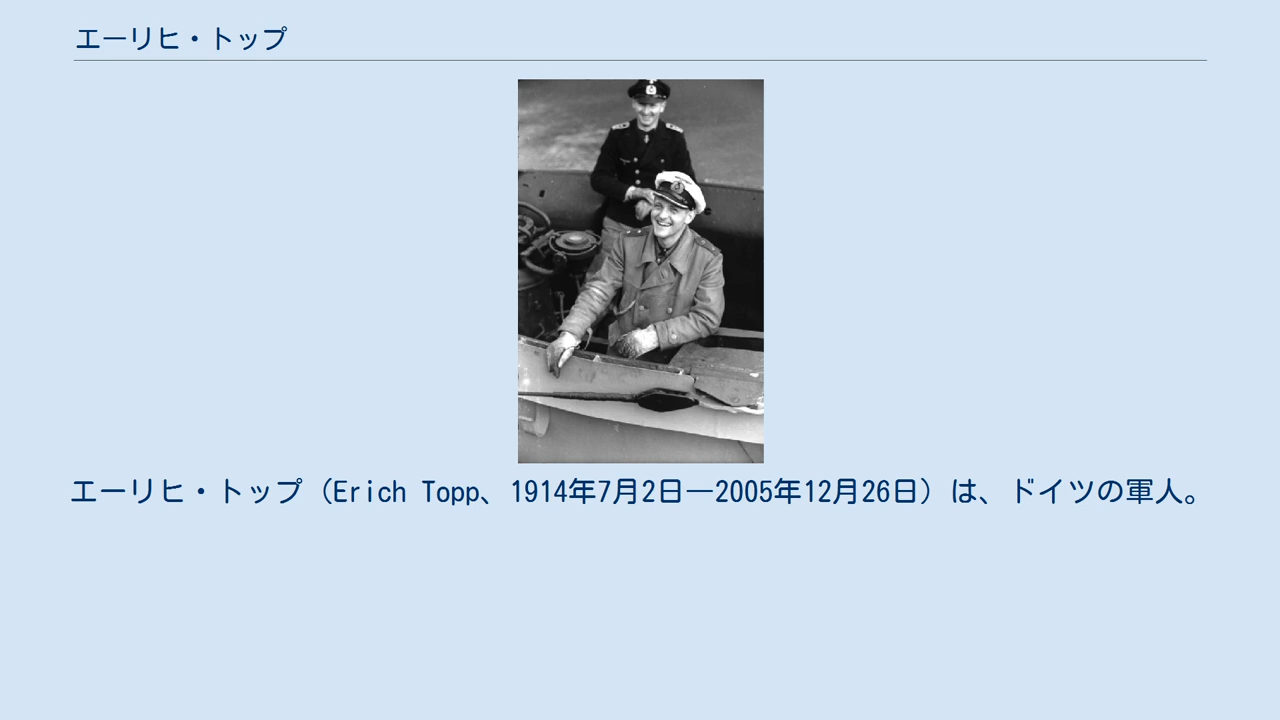 エーリヒ・トップ
エーリヒ・トップ（Erich Topp、1914年7月2日―2005年12月26日）は、ドイツの軍人。